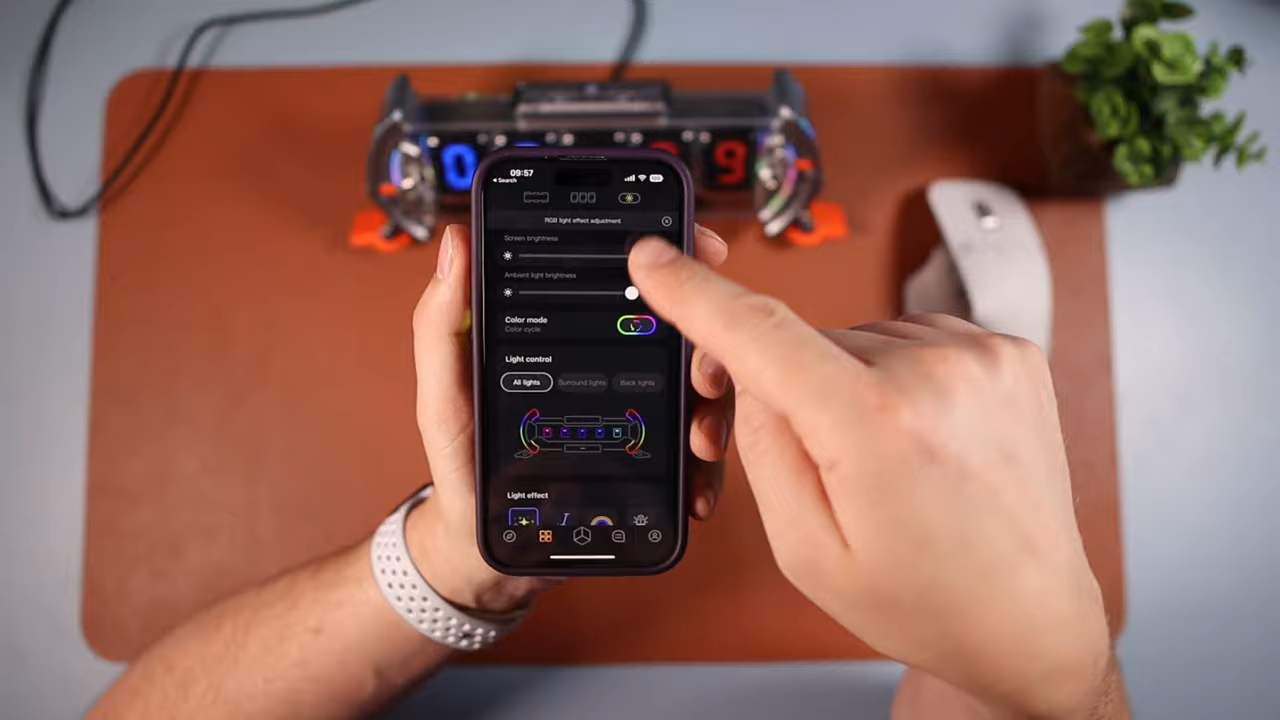 0 9
09:57
Search
100
RGB light effect adjustment
Screen brightness
Ambient light brightness
Color mode
Color cycle
Light control
All lights Surround lights Back lights
Light effect